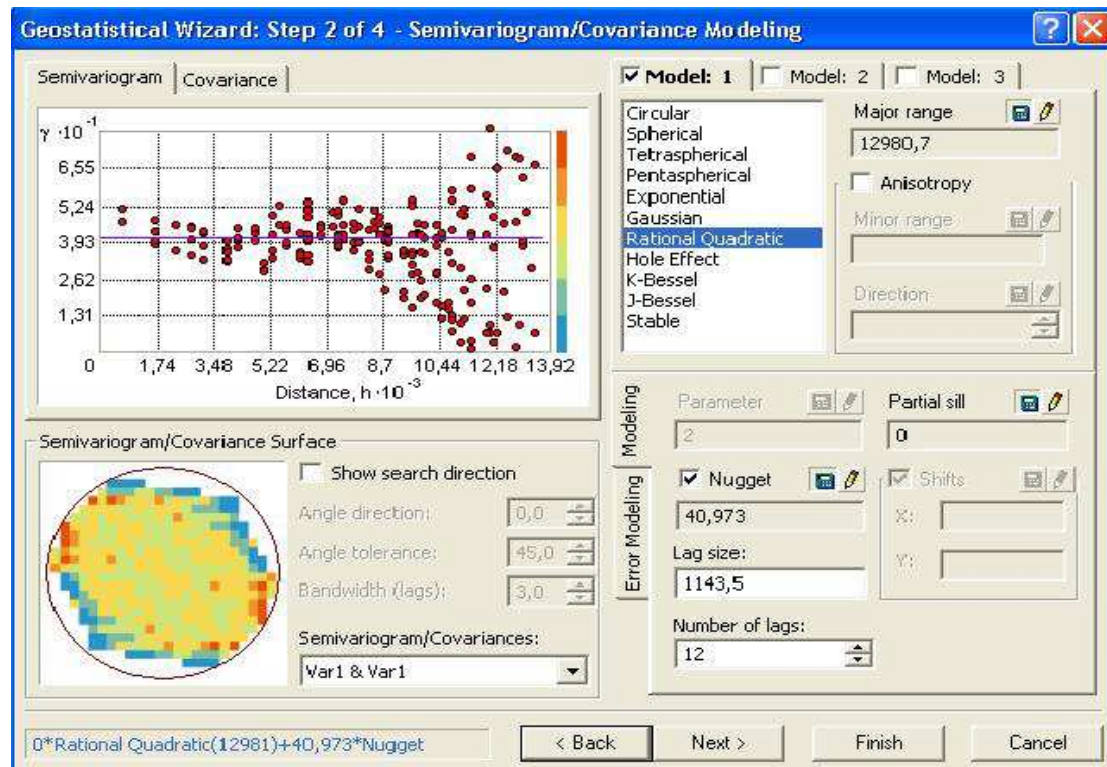 Geostatistical Wizard: Step 2 of 4 - Semivariogram/Covariance Modeling
Semivariogram
Covariance
γ ·10 -1
6,55
5,24
3,93
2,62
1,31
0 1,74 3,48 5,22 6,96 8,7 10,44 12,18 13,92
Distance, h ·10 -3
Semivariogram/Covariance Surface
Show search direction
Angle direction: 0,0
Angle tolerance: 45,0
Bandwidth (lags): 3,0
Semivariogram/Covariances:
Var1 & Var1
Model: 1
Model: 2
Model: 3
Circular
Spherical
Tetraspherical
Pentaspherical
Exponential
Gaussian
Rational Quadratic
Hole Effect
K-Bessel
J-Bessel
Stable
Major range
12980,7
Anisotropy
Minor range
Direction
Modeling
Error Modeling
Parameter
2
Partial sill
0
Nugget
40,973
Shifts
X:
Y:
Lag size:
1143,5
Number of lags:
12
0*Rational Quadratic(12981)+40,973*Nugget
< Back
Next >
Finish
Cancel